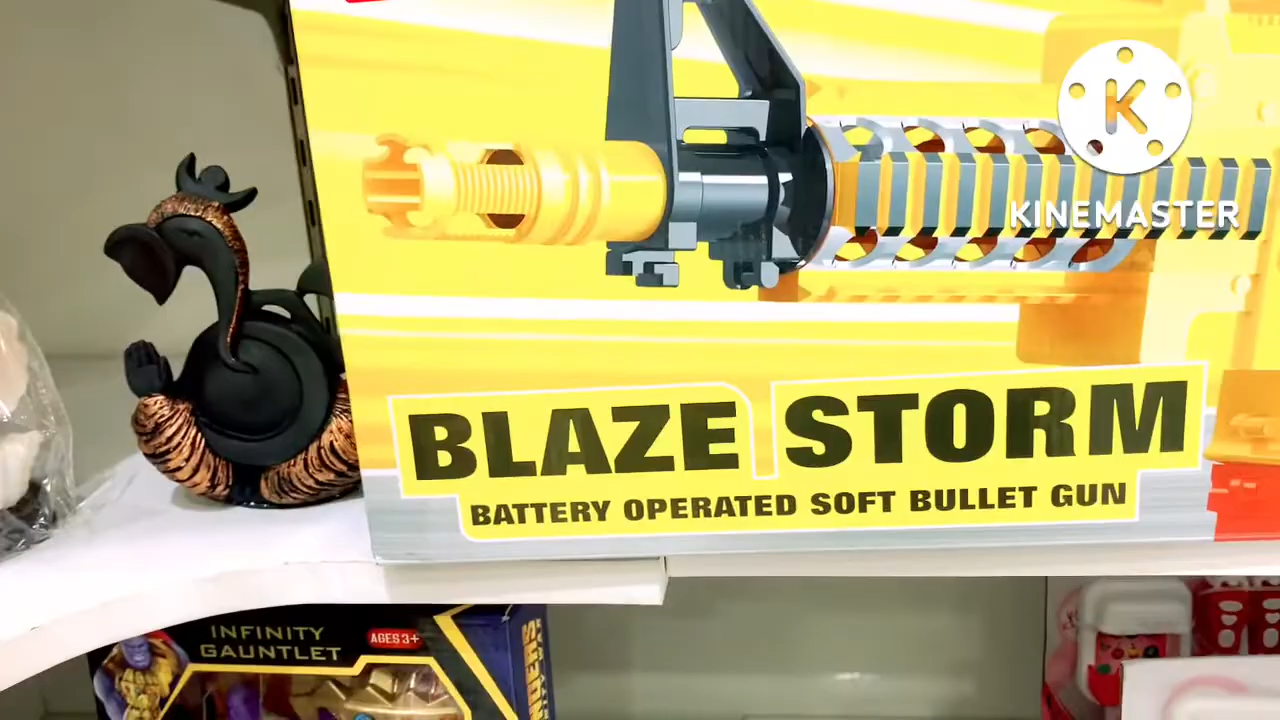 K
KINEMASTER
BLAZE STORM
BATTERY OPERATED SOFT BULLET GUN
INFINITY
GAUNTLET
AGES 3+